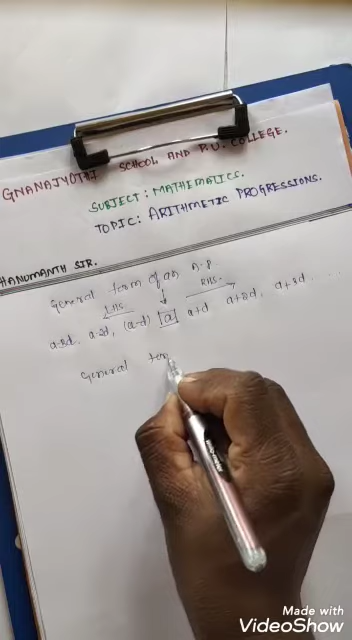 GNANAJYOTHI SCHOOL AND P.U. COLLEGE.
SUBJECT: MATHEMATICS.
TOPIC: ARITHMETIC PROGRESSIONS.
HANUMANTH SIR.
General term of an A.P.
LHS RHS
a-3d, a-2d, (a-d) a a+d a+2d, a+3d.....
General ter
Made with
VideoShow